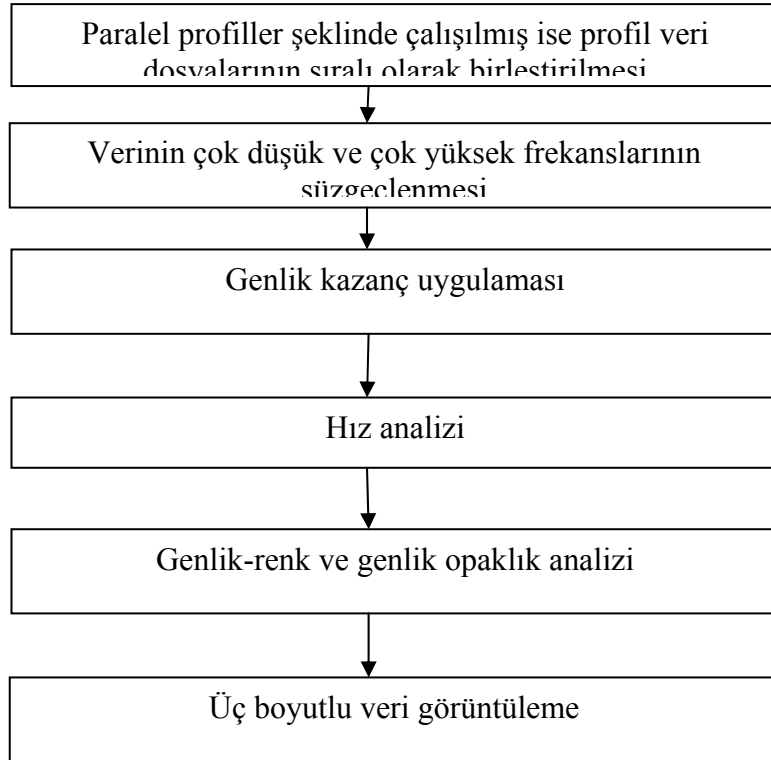 Paralel profiller şeklinde çalışılmış ise profil veri
dosyalarının sıralı olarak birleştirilmesi
Verinin çok düşük ve çok yüksek frekanslarının
süzgeçlenmesi
Genlik kazanç uygulaması
Hız analizi
Genlik-renk ve genlik opaklık analizi
Üç boyutlu veri görüntüleme